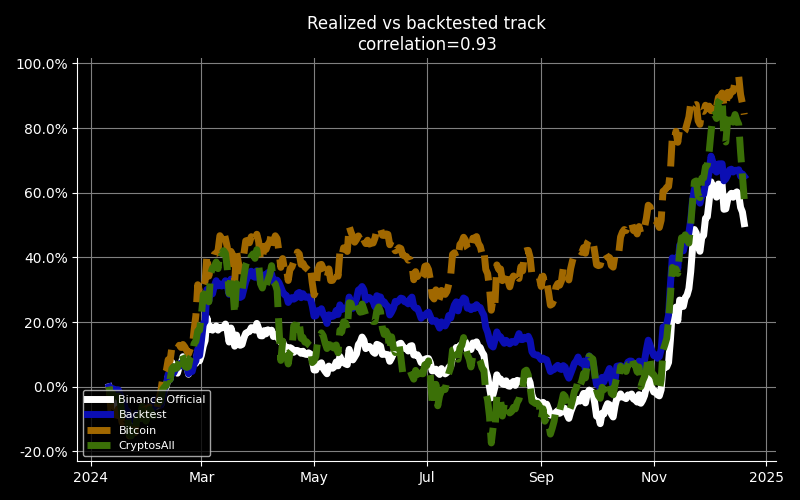 Realized vs backtested track
correlation=0.93
100.0%
80.0%
60.0%
40.0%
20.0%
0.0%
-20.0%
Binance Official
Backtest
Bitcoin
CryptosAll
2024 Mar May Jul Sep Nov 2025